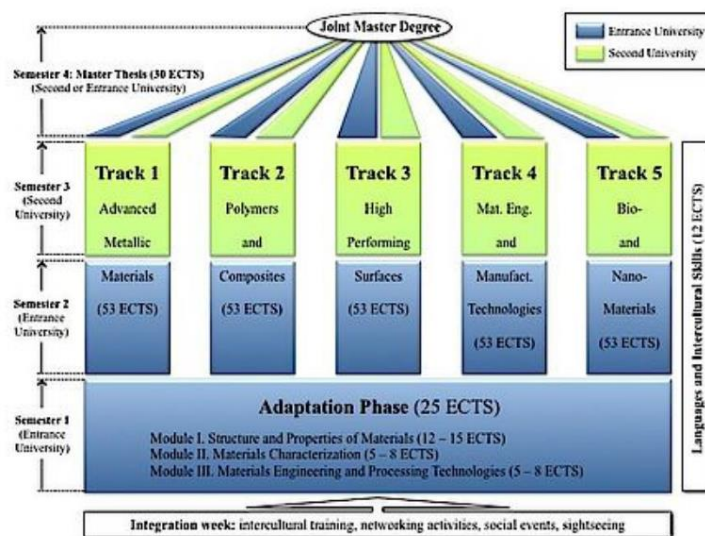 Joint Master Degree
Entrance University
Second University
Semester 4: Master Thesis (30 ECTS)
(Second or Entrance University)
Semester 3
(Second
University)
Track 1
Advanced
Metallic
Track 2
Polymers
and
Track 3
High
Performing
Track 4
Mat. Eng.
and
Track 5
Bio-
and
Semester 2
(Entrance
University)
Materials
(53 ECTS)
Composites
(53 ECTS)
Surfaces
(53 ECTS)
Manufact.
Technologies
(53 ECTS)
Nano-
Materials
(53 ECTS)
Languages and Intercultural Skills (12 ECTS)
Semester 1
(Entrance
University)
Adaptation Phase (25 ECTS)
Module I. Structure and Properties of Materials (12 – 15 ECTS)
Module II. Materials Characterization (5 – 8 ECTS)
Module III. Materials Engineering and Processing Technologies (5 – 8 ECTS)
Integration week: intercultural training, networking activities, social events, sightseeing